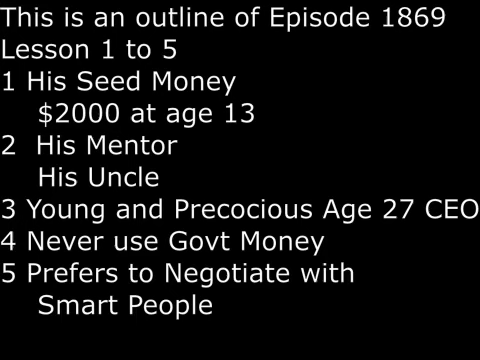 This is an outline of Episode 1869
Lesson 1 to 5
1 His Seed Money
$2000 at age 13
2 His Mentor
His Uncle
3 Young and Precocious Age 27 CEO
4 Never use Govt Money
5 Prefers to Negotiate with
Smart People